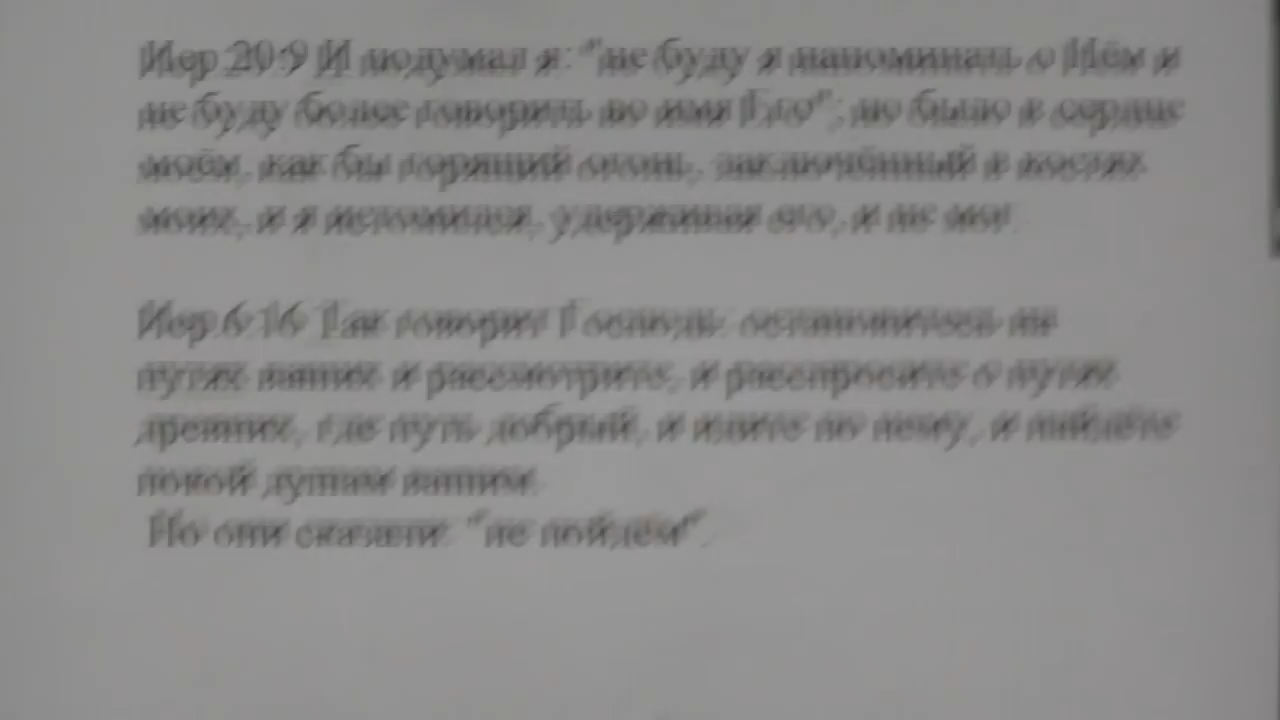 Иер.20:9 И подумал я: "не буду я напоминать о Нём и
не буду более говорить во имя Его"; но было в сердце
моём, как бы горящий огонь, заключённый в костях
моих, и я истомился, удерживая его, и не мог.
Иер.6:16 Так говорит Господь: остановитесь на
путях ваших и рассмотрите, и расспросите о путях
древних, где путь добрый, и идите по нему, и найдёте
покой душам вашим.
Но они сказали: "не пойдём".